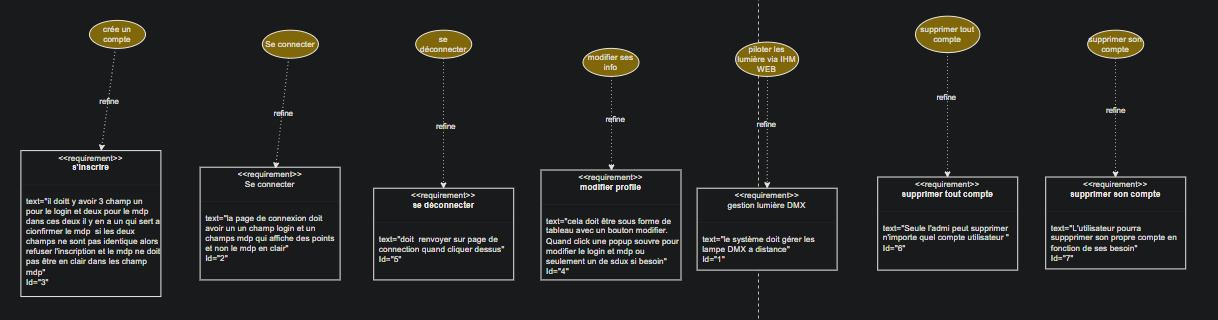 crée un
compte
refine
<<requirement>>
s'inscrire
text="il doitt y avoir 3 champ un
pour le login et deux pour le mdp
dans ces deux il y en a un qui sert a
cionfirmer le mdp si les deux
champs ne sont pas identique alors
refuser l'inscription et le mdp ne doit
pas être en clair dans les champ
mdp"
Id="3"
Se connecter
refine
<<requirement>>
Se connecter
text="la page de connexion doit
avoir un un champ login et un
champs mdp qui affiche des points
et non le mdp en clair"
Id="2"
se
déconnecter
refine
<<requirement>>
se déconnecter
text="doit renvoyer sur page de
connection quand cliquer dessus"
Id="5"
modifier ses
info
refine
<<requirement>>
modifier profile
text="cela doit être sous forme de
tableau avec un bouton modifier.
Quand click une popup souvre pour
modifier le login et mdp ou
seulement un de sdux si besoin"
Id="4"
piloter les
lumière via IHM
WEB
refine
<<requirement>>
gestion lumière DMX
text="le système doit gérer les
lampe DMX a distance"
Id="1"
supprimer tout
compte
refine
<<requirement>>
supprimer tout compte
text="Seule l'admi peut supprimer
n'importe quel compte utilisateur "
Id="6"
supprimer son
compte
refine
<<requirement>>
supprimer son compte
text="L'utilisateur pourra
suppprimer son propre compte en
fonction de ses besoin"
Id="7"